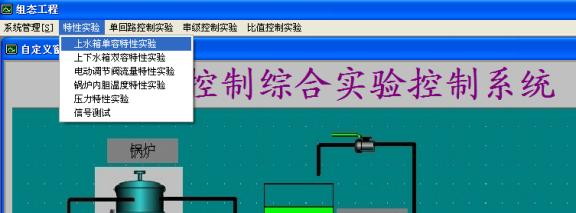 组态工程
系统管理[S] 特性实验 单回路控制实验 串级控制实验 比值控制实验
自定义窗
上水箱单容特性实验
上下水箱双容特性实验
电动调节阀流量特性实验
锅炉内胆温度特性实验
压力特性实验
信号测试
控制综合实验控制系统
锅炉